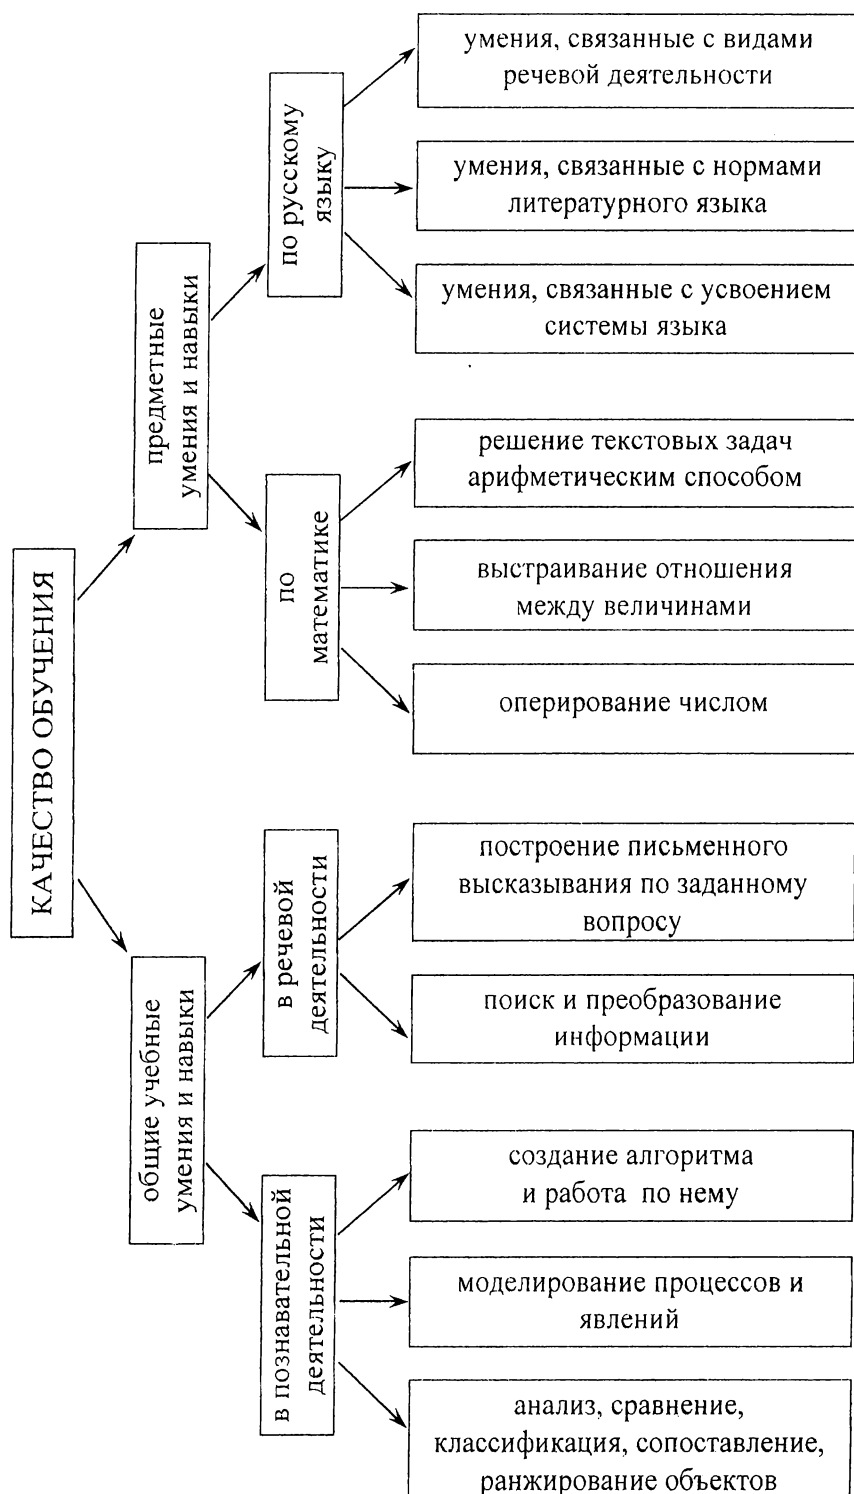 КАЧЕСТВО ОБУЧЕНИЯ
предметные
умения и навыки
по русскому
языку
умения, связанные с видами
речевой деятельности
умения, связанные с нормами
литературного языка
умения, связанные с усвоением
системы языка
по
математике
решение текстовых задач
арифметическим способом
выстраивание отношения
между величинами
оперирование числом
общие учебные
умения и навыки
в речевой
деятельности
построение письменного
высказывания по заданному
вопросу
поиск и преобразование
информации
в познавательной
деятельности
создание алгоритма
и работа по нему
моделирование процессов и
явлений
анализ, сравнение,
классификация, сопоставление,
ранжирование объектов